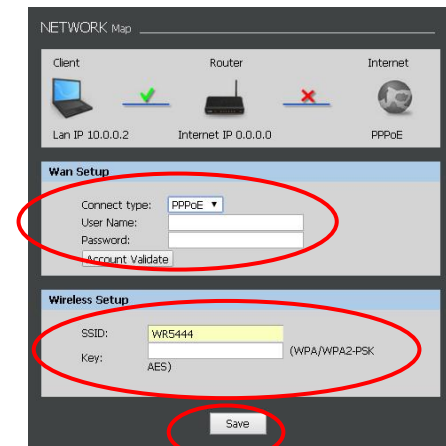 NETWORK Map
Client Router Internet
Lan IP 10.0.0.2 Internet IP 0.0.0.0 PPPoE
Wan Setup
Connect type: PPPoE
User Name:
Password:
Account Validate
Wireless Setup
SSID: WR5444
Key: (WPA/WPA2-PSK
AES)
Save